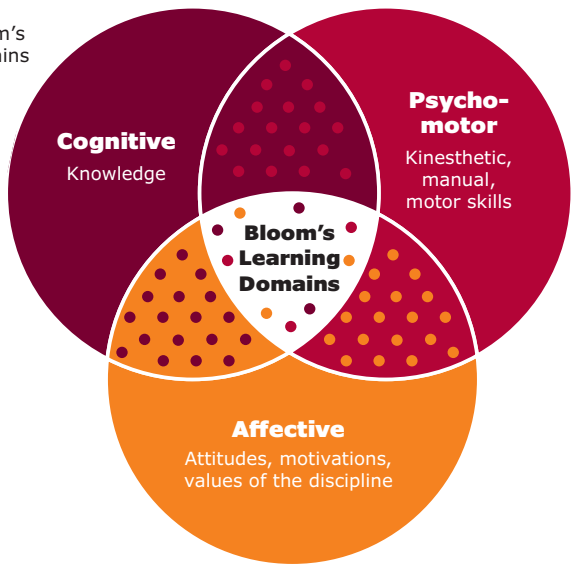 Cognitive
Knowledge
Psycho-
motor
Kinesthetic,
manual,
motor skills
Bloom's
Learning
Domains
Affective
Attitudes, motivations,
values of the discipline